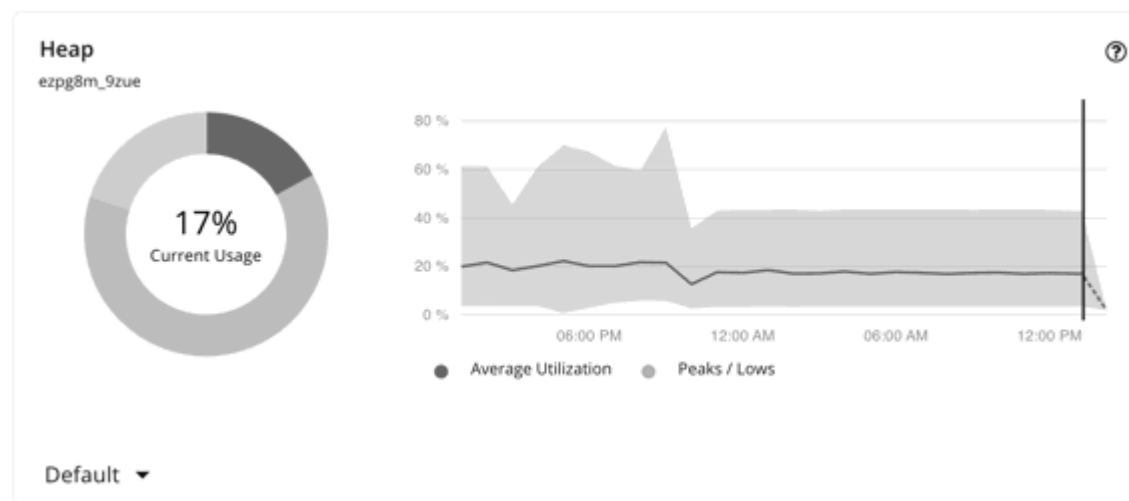 Heap
ezpg8m_9zue
17%
Current Usage
80 %
60 %
40 %
20 %
0 %
06:00 PM 12:00 AM 06:00 AM 12:00 PM
Average Utilization Peaks / Lows
Default